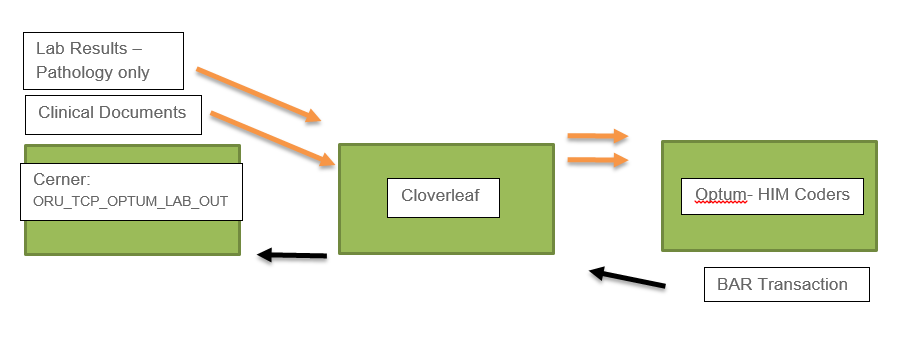 Lab Results –
Pathology only
Clinical Documents
Cerner:
ORU_TCP_OPTUM_LAB_OUT
Cloverleaf
Optum- HIM Coders
BAR Transaction